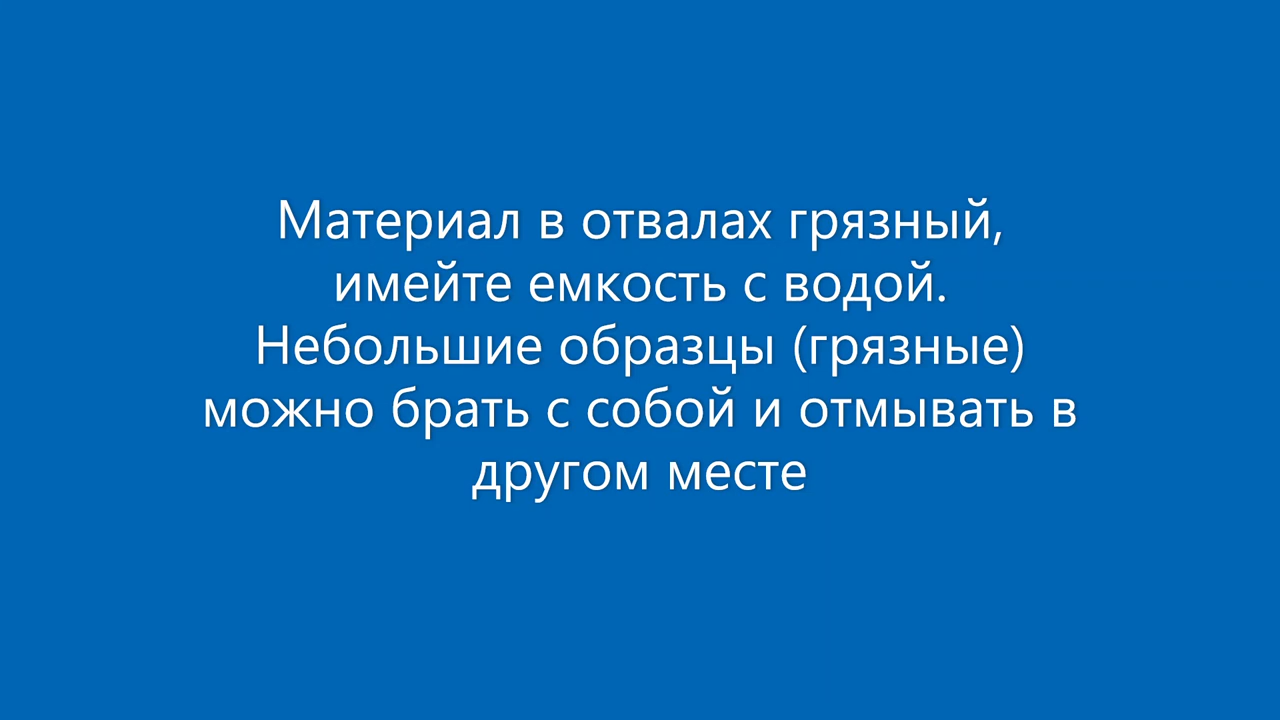 Материал в отвалах грязный,
имейте емкость с водой.
Небольшие образцы (грязные)
можно брать с собой и отмывать в
другом месте